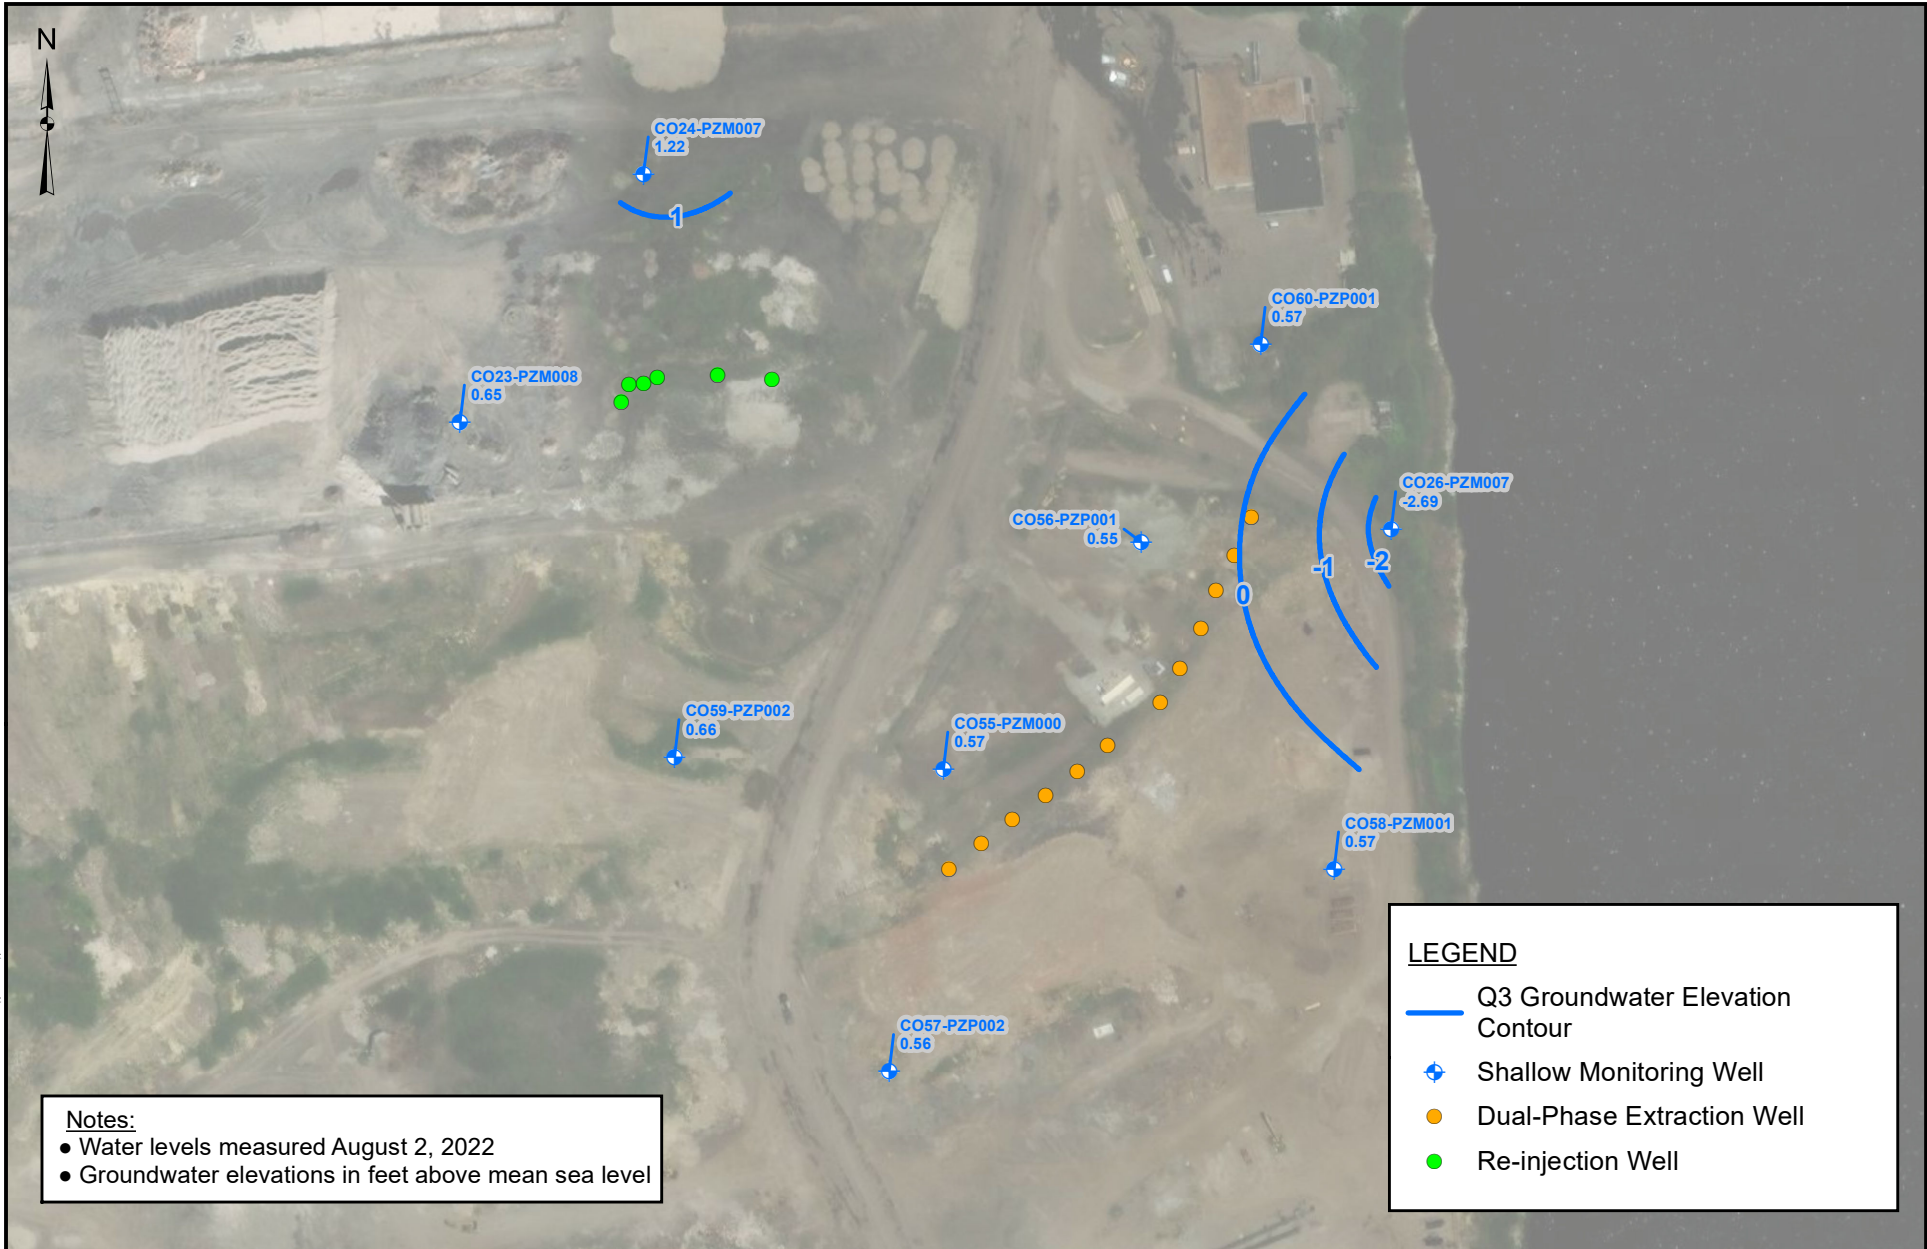 N
CO24-PZM007
1.22
1
CO60-PZP001
0.57
CO23-PZM008
0.65
CO26-PZM007
-2.69
CO56-PZP001
0.55
-1
-2
0
CO59-PZP002
0.66
CO55-PZM000
0.57
CO58-PZM001
0.57
CO57-PZP002
0.56
LEGEND
Q3 Groundwater Elevation
Contour
Shallow Monitoring Well
Dual-Phase Extraction Well
Re-injection Well
Notes:
● Water levels measured August 2, 2022
● Groundwater elevations in feet above mean sea level